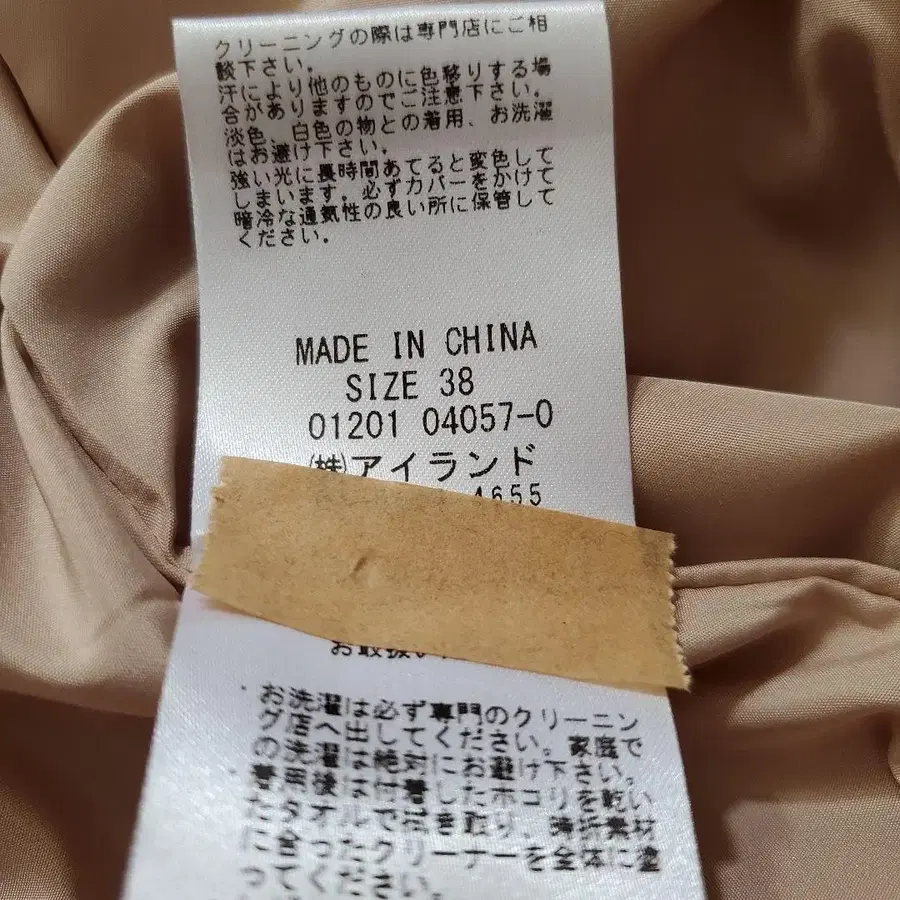 クリーニングの際は専門店にご相
談下さい。
汗により他のものに色移りする場
合がありますのでご注意下さい。
淡色、白色の物との着用、お洗濯
はお避け下さい。
強い光に長時間あてると変色して
しまいます。必ずカバーをかけて
暗冷な通気性の良い所に保管して
ください。
MADE IN CHINA
SIZE 38
01201 04057-0
(株)アイランド
4655
お取扱い
お洗濯は必ず専門のクリーニン
グ店へ出してください。家庭で
の洗濯は絶対にお避け下さい。
着用後は付着したホコリを乾い
たタオルで拭き取り、時折素材
に合ったクリーナーを全体に塗
ってください。